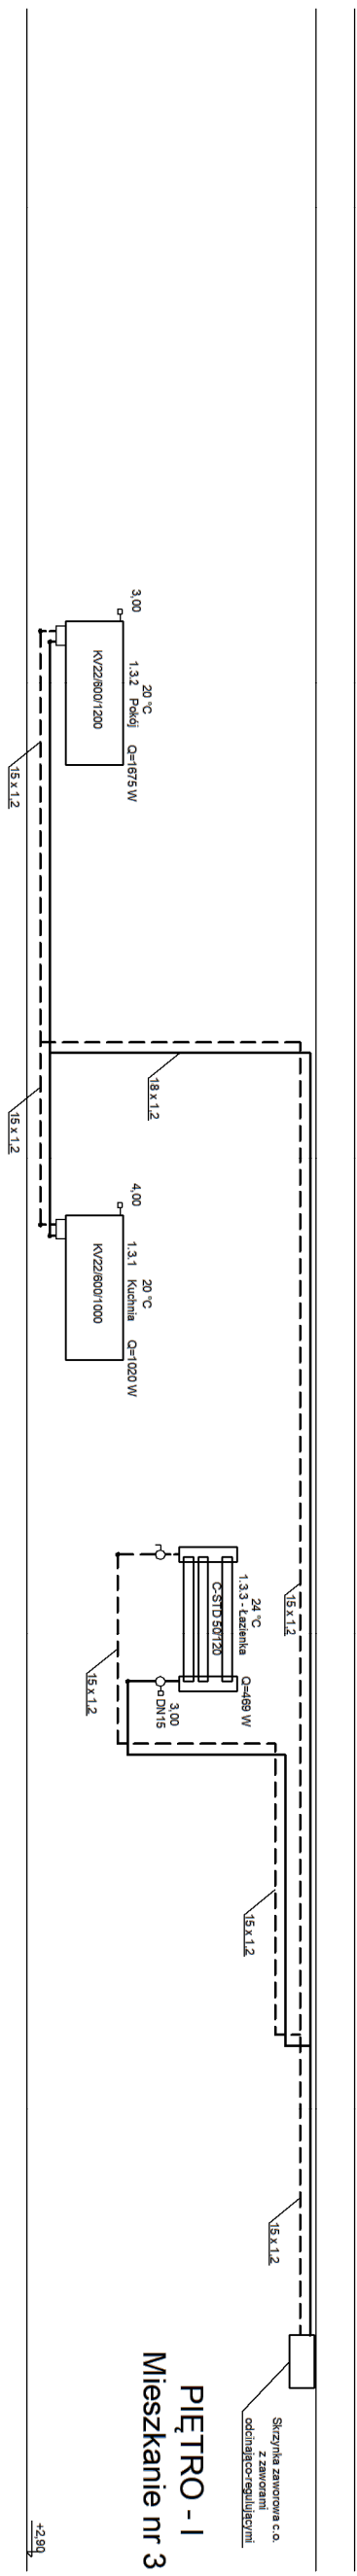 3,00
20 °C
1.3.2 Pokój Q=1675 W
KV22/600/1200
15 x 1,2
18 x 1,2
15 x 1,2
4,00
20 °C
1.3.1 Kuchnia Q=1020 W
KV22/600/1000
24 °C
1.3.3 - Łazienka Q=469 W
C-STD 50/120
3,00
DN15
15 x 1,2
15 x 1,2
15 x 1,2
15 x 1,2
Skrzynka zaworowa c.o.
z zaworami
odcinająco-regulującymi
PIĘTRO - I
Mieszkanie nr 3
+2,90